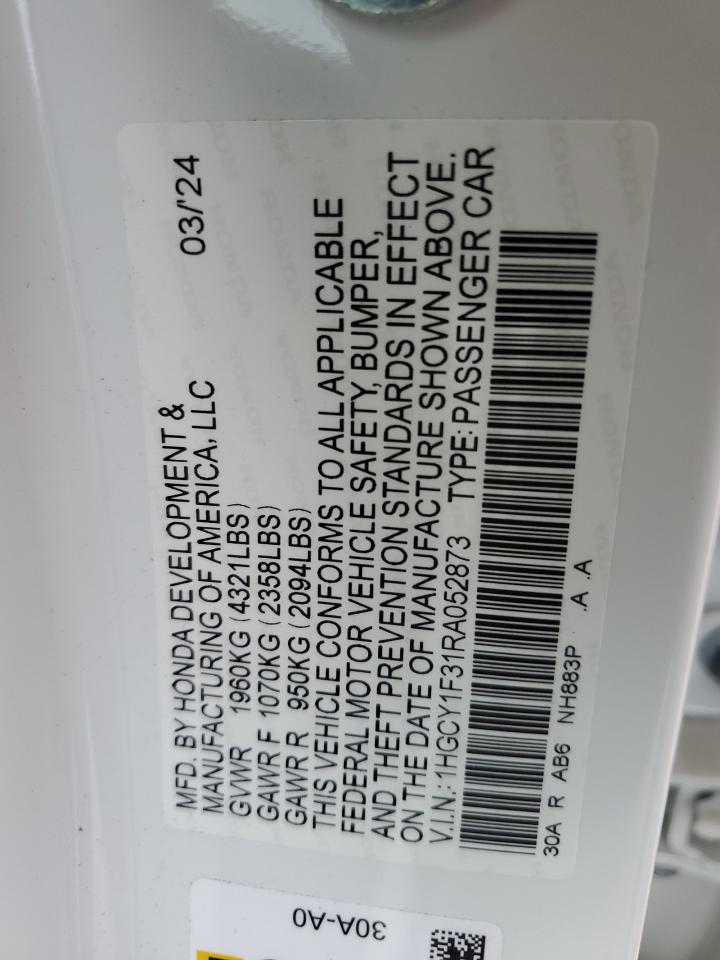 MFD. BY HONDA DEVELOPMENT & 03/'24
MANUFACTURING OF AMERICA, LLC
GVWR 1960KG (4321LBS)
GAWR F 1070KG (2358LBS)
GAWR R 950KG (2094LBS)
THIS VEHICLE CONFORMS TO ALL APPLICABLE
FEDERAL MOTOR VEHICLE SAFETY, BUMPER,
AND THEFT PREVENTION STANDARDS IN EFFECT
ON THE DATE OF MANUFACTURE SHOWN ABOVE.
V.I.N.: 1HGCY1F31RA052873 TYPE: PASSENGER CAR
30A R AB6 NH883P .A .A
30A-A0